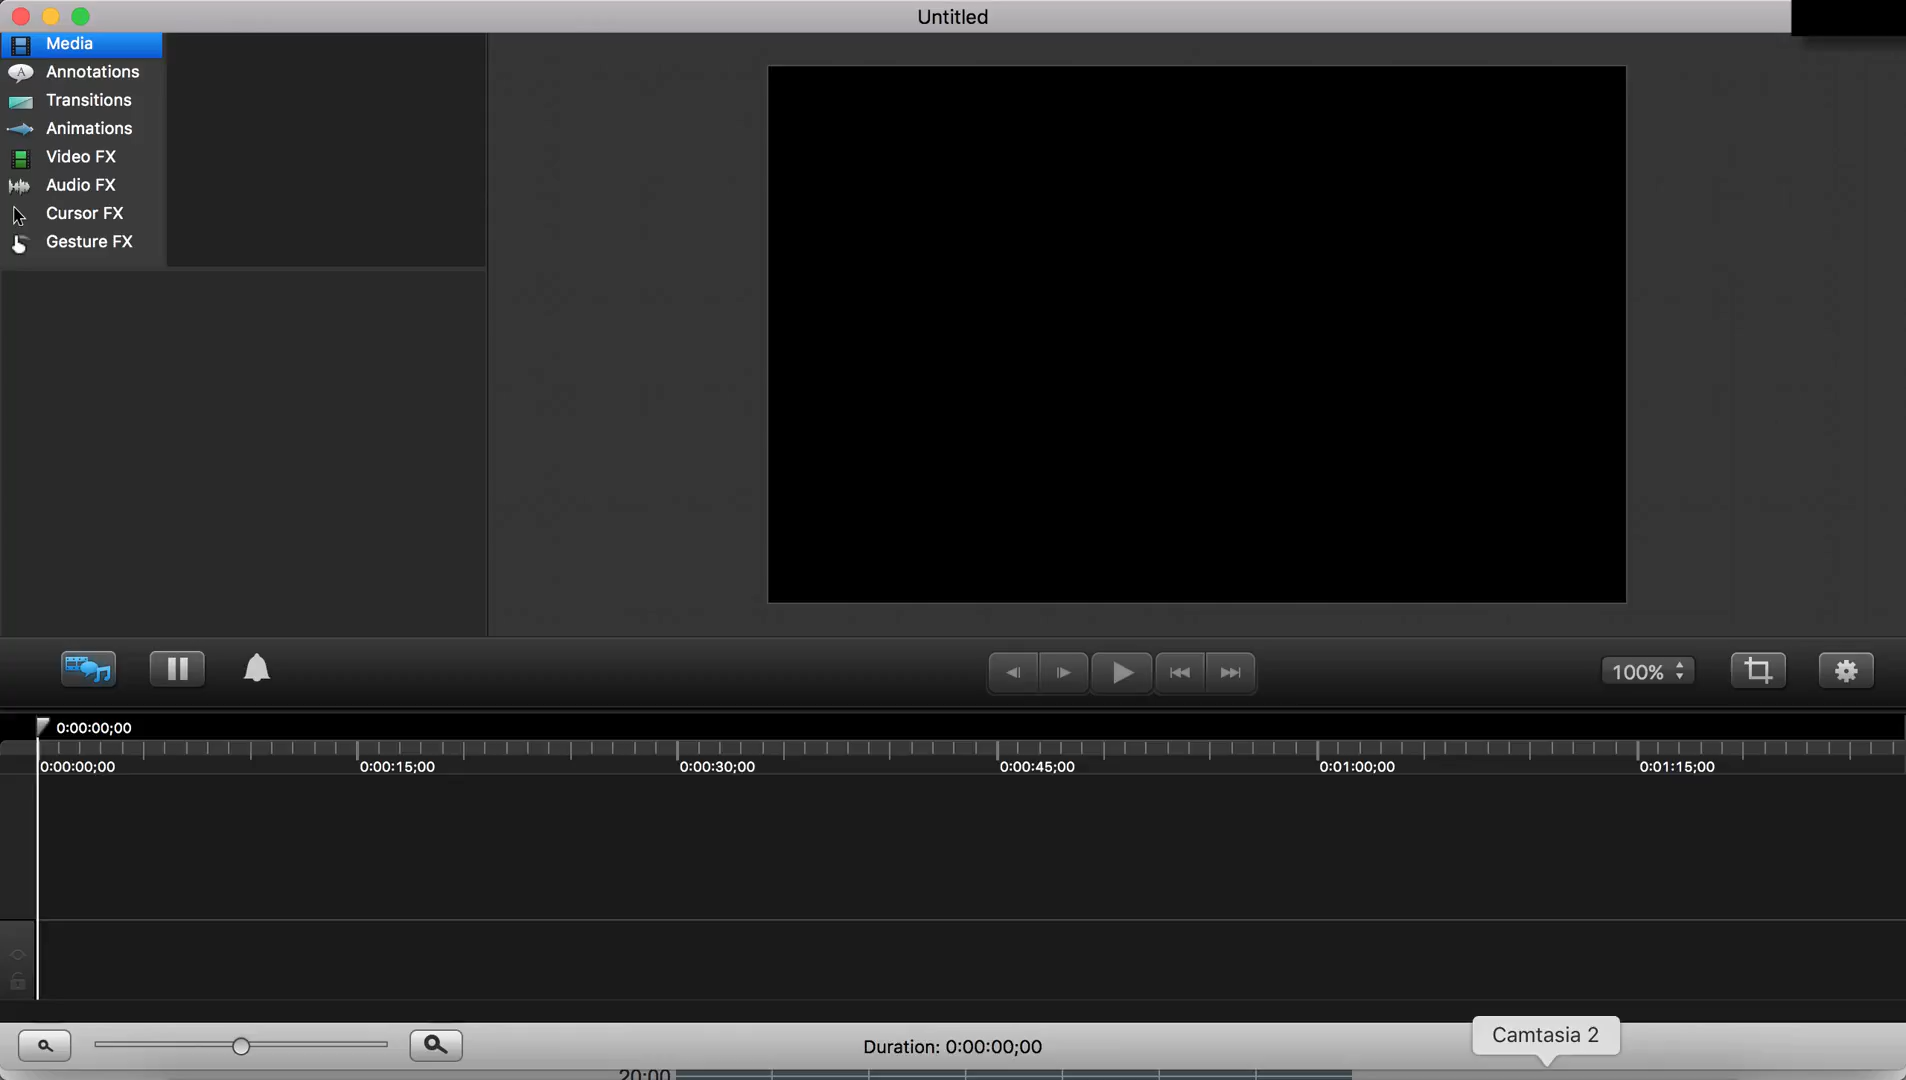 Untitled
Media
Annotations
Transitions
Animations
Video FX
Audio FX
Cursor FX
Gesture FX
100%
0:00:00;00
0:00:00;00 0:00:15;00 0:00:30;00 0:00:45;00 0:01:00;00 0:01:15;00
Duration: 0:00:00;00
Camtasia 2
20:00